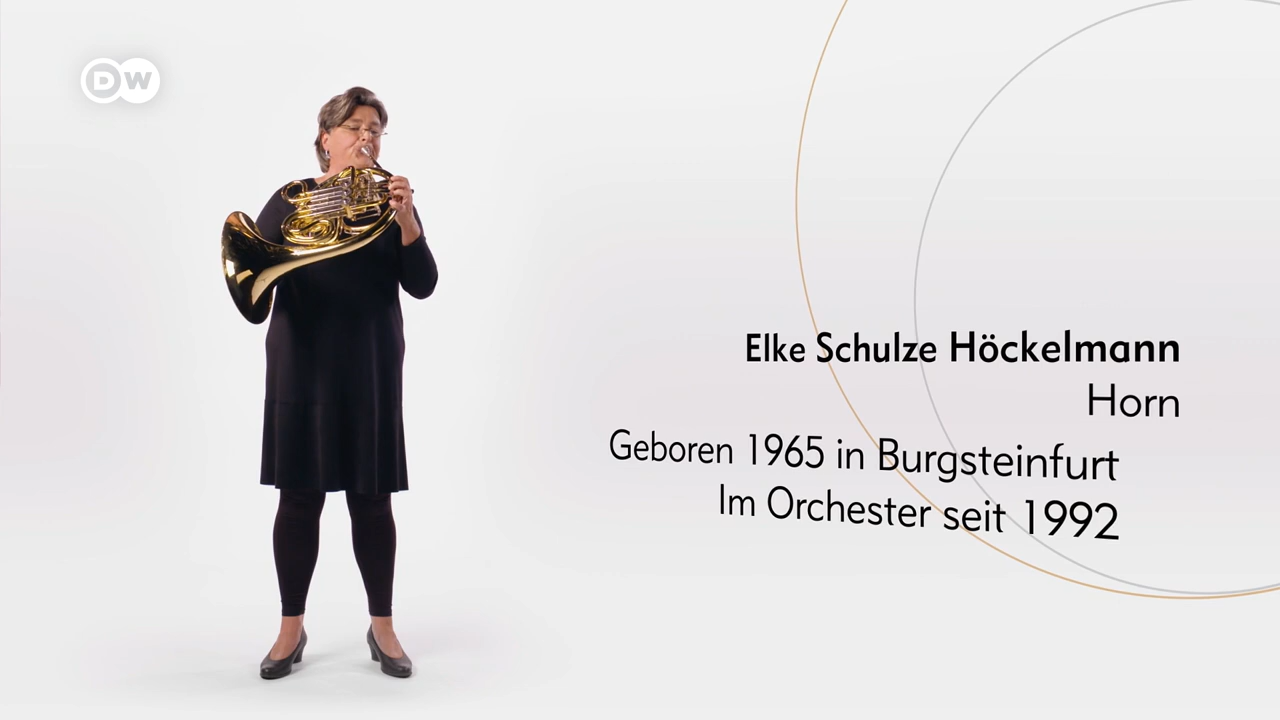 DW
Elke Schulze Höckelmann
Horn
Geboren 1965 in Burgsteinfurt
Im Orchester seit 1992